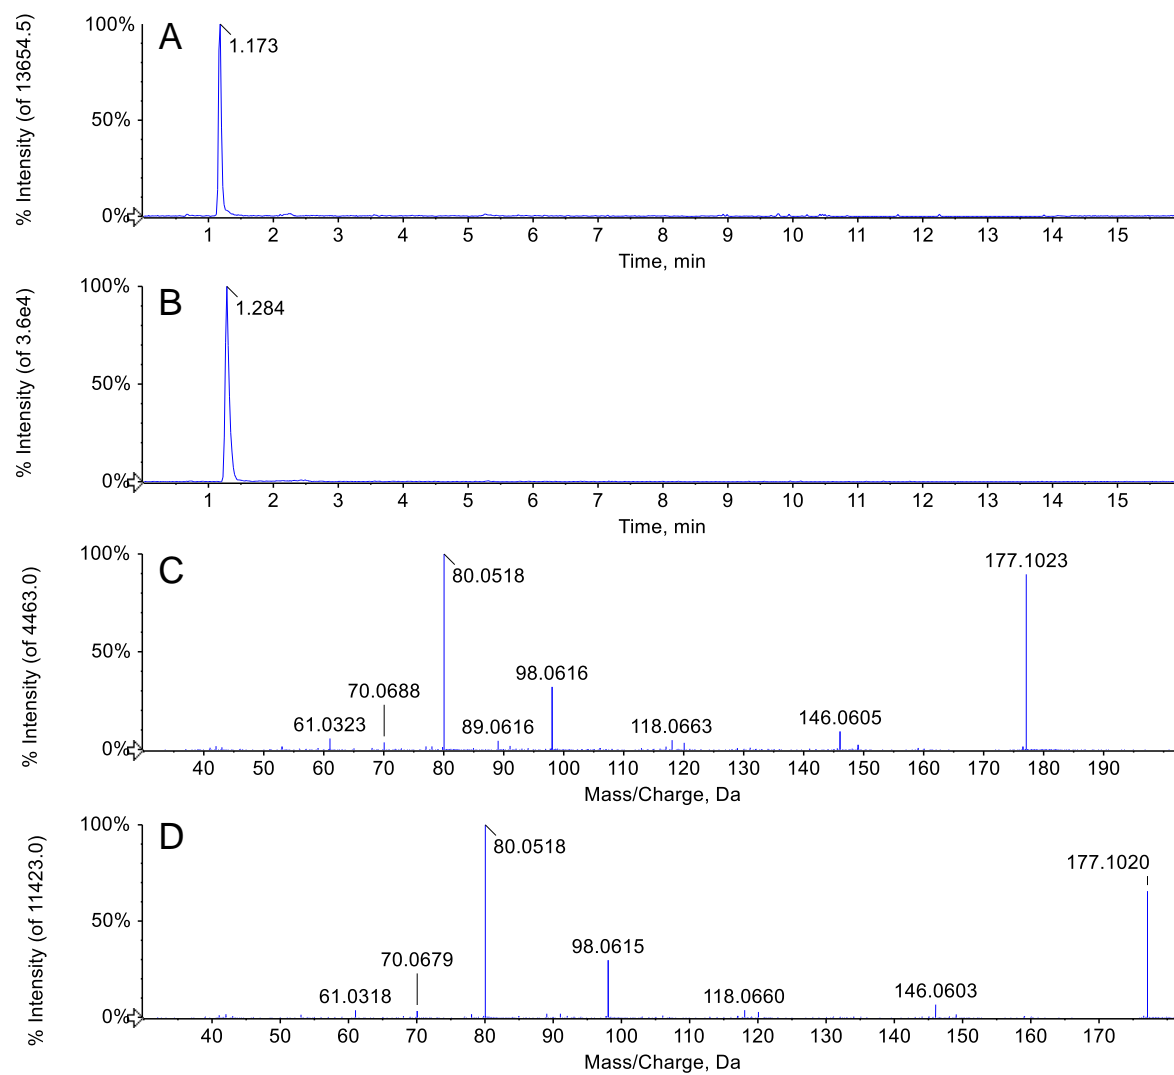 % Intensity (of 13654.5)
A
100%
1.173
50%
0%
1 2 3 4 5 6 7 8 9 10 11 12 13 14 15
Time, min
% Intensity (of 3.6e4)
B
100%
1.284
50%
0%
1 2 3 4 5 6 7 8 9 10 11 12 13 14 15
Time, min
% Intensity (of 4463.0)
C
100%
177.1023
80.0518
50%
98.0616
70.0688
61.0323
89.0616
118.0663
146.0605
0%
40 50 60 70 80 90 100 110 120 130 140 150 160 170 180 190
Mass/Charge, Da
% Intensity (of 11423.0)
D
100%
80.0518
177.1020
50%
98.0615
70.0679
61.0318
118.0660
146.0603
0%
40 50 60 70 80 90 100 110 120 130 140 150 160 170
Mass/Charge, Da